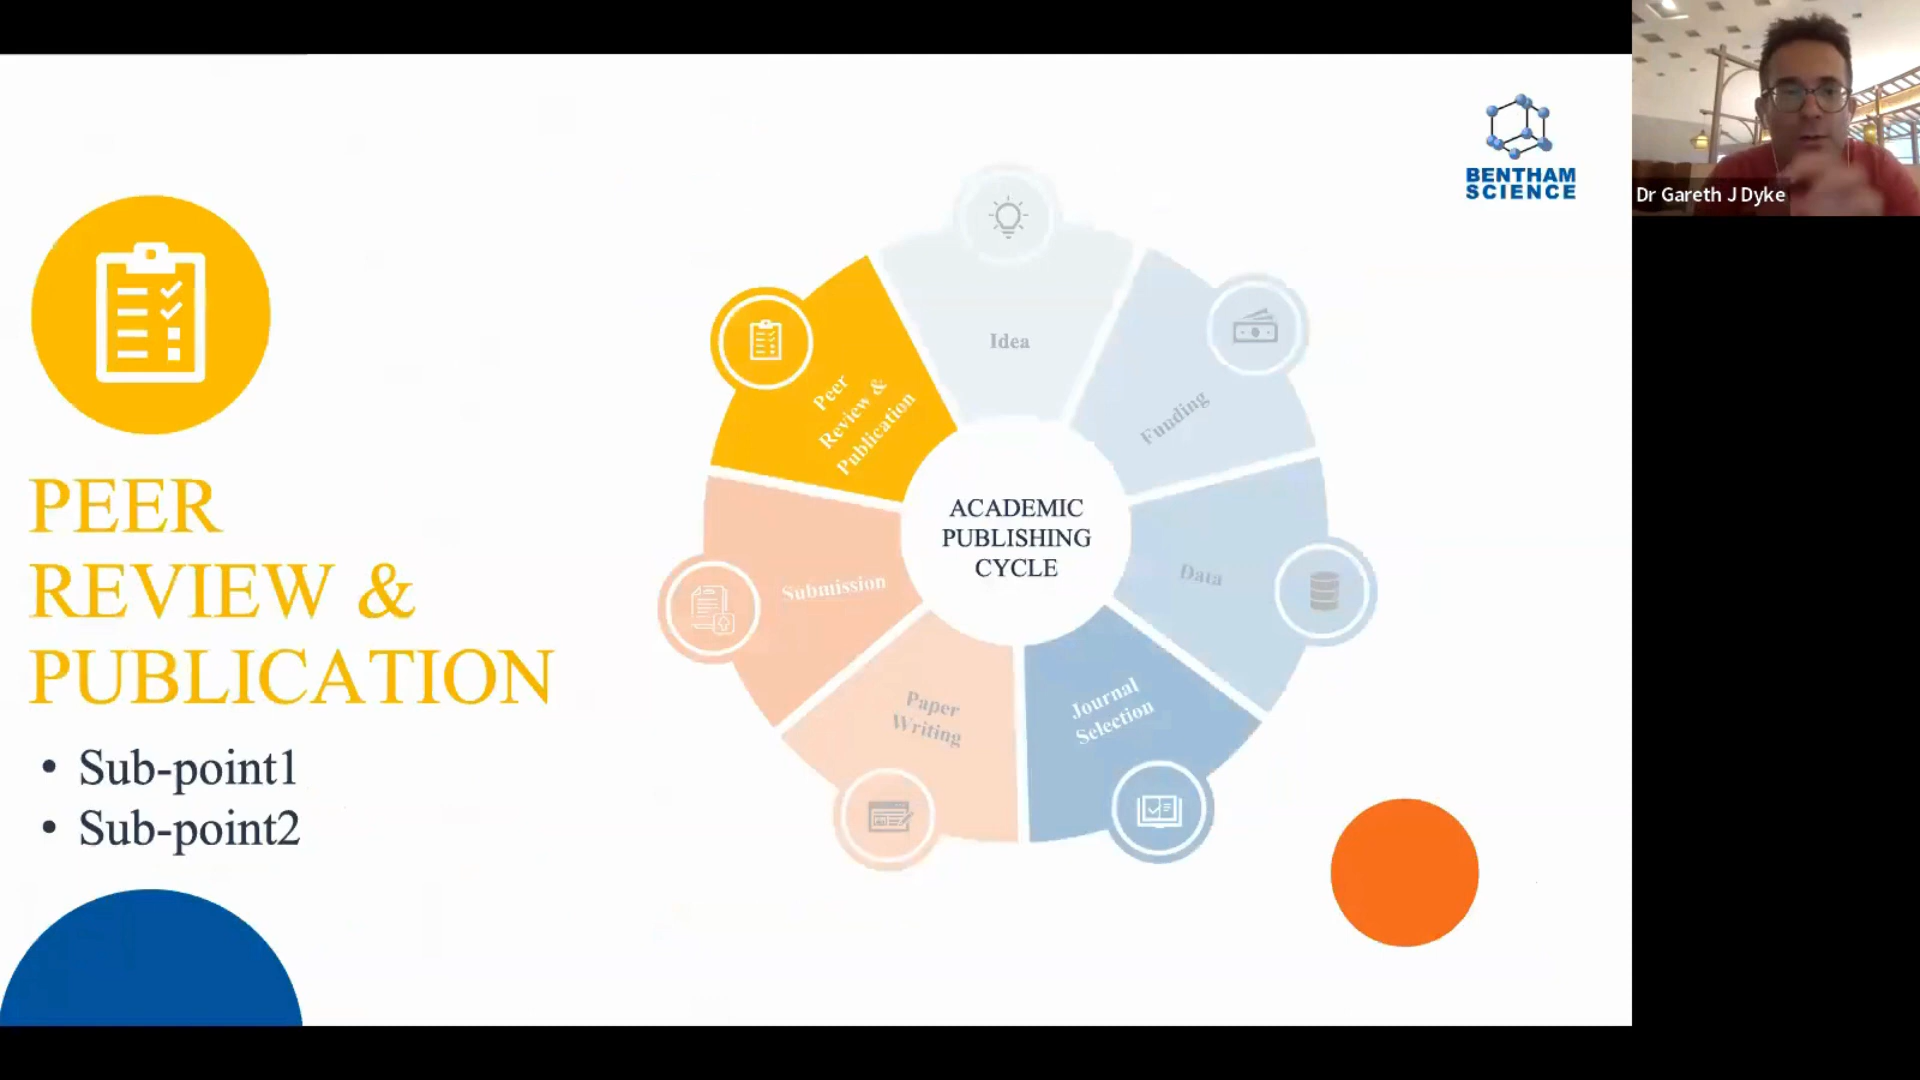 BENTHAM
SCIENCE
Dr Gareth J Dyke
PEER
REVIEW &
PUBLICATION
• Sub-point1
• Sub-point2
Idea
Funding
Data
Journal
Selection
Paper
Writing
Submission
Peer
Review &
Publication
ACADEMIC
PUBLISHING
CYCLE